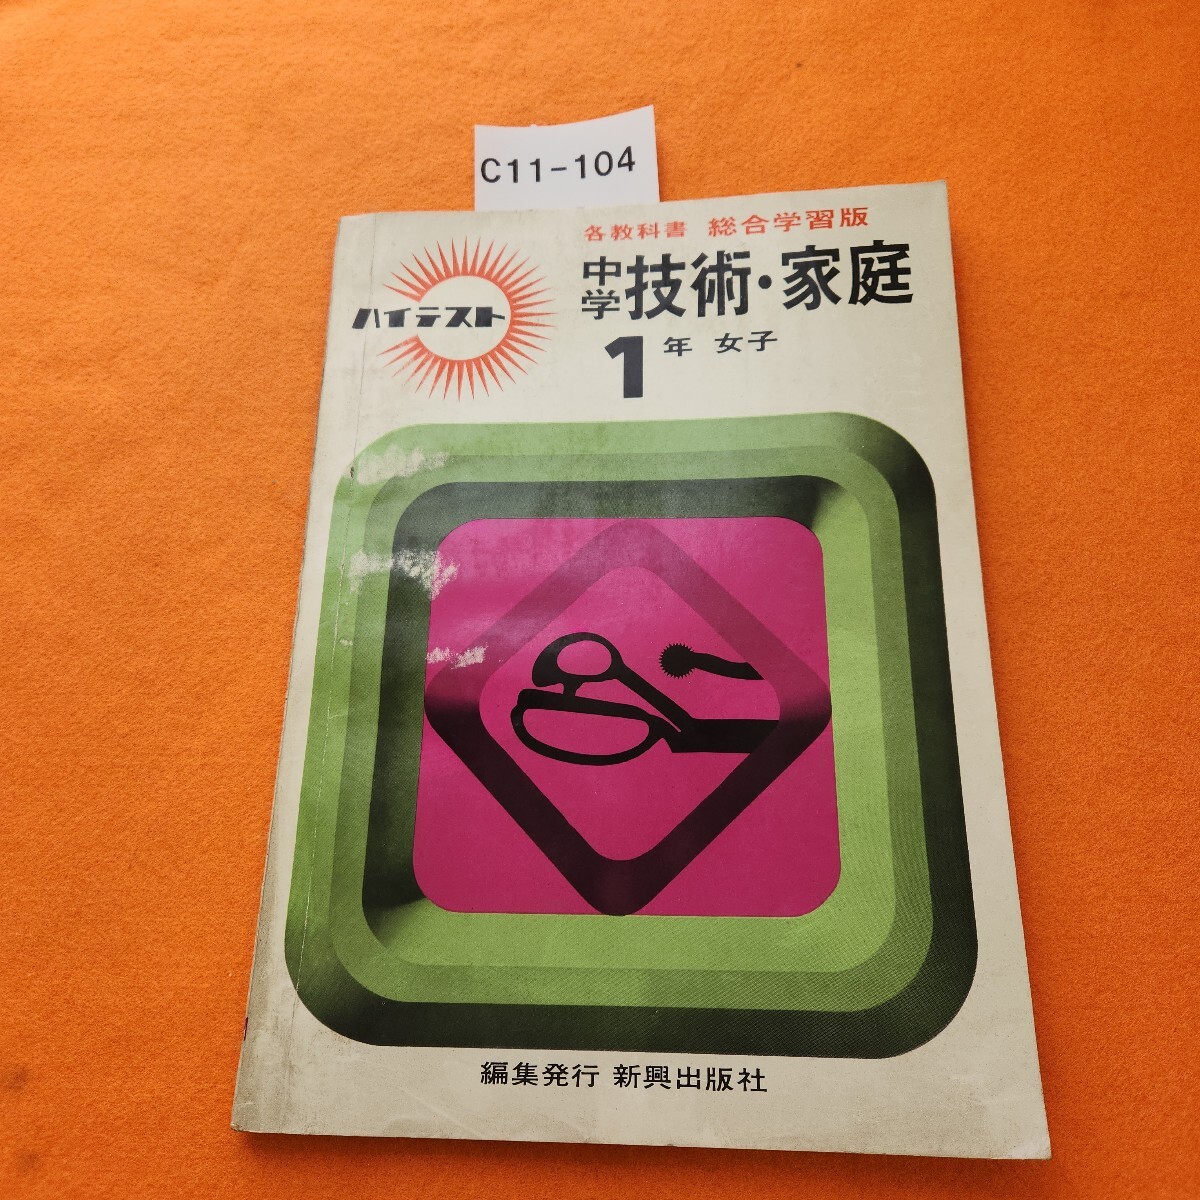 C11-104
各教科書 総合学習版
中学 技術・家庭
ハイテスト
1年 女子
編集発行 新興出版社